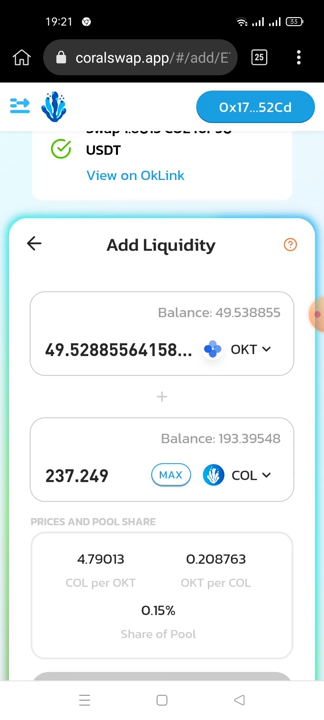 19:21
53
coralswap.app/#/add/E
25
0x17...52Cd
USDT
View on OkLink
Add Liquidity
Balance: 49.538855
49.52885564158... OKT
+
Balance: 193.39548
237.249 MAX COL
PRICES AND POOL SHARE
4.79013 0.208763
COL per OKT OKT per COL
0.15%
Share of Pool